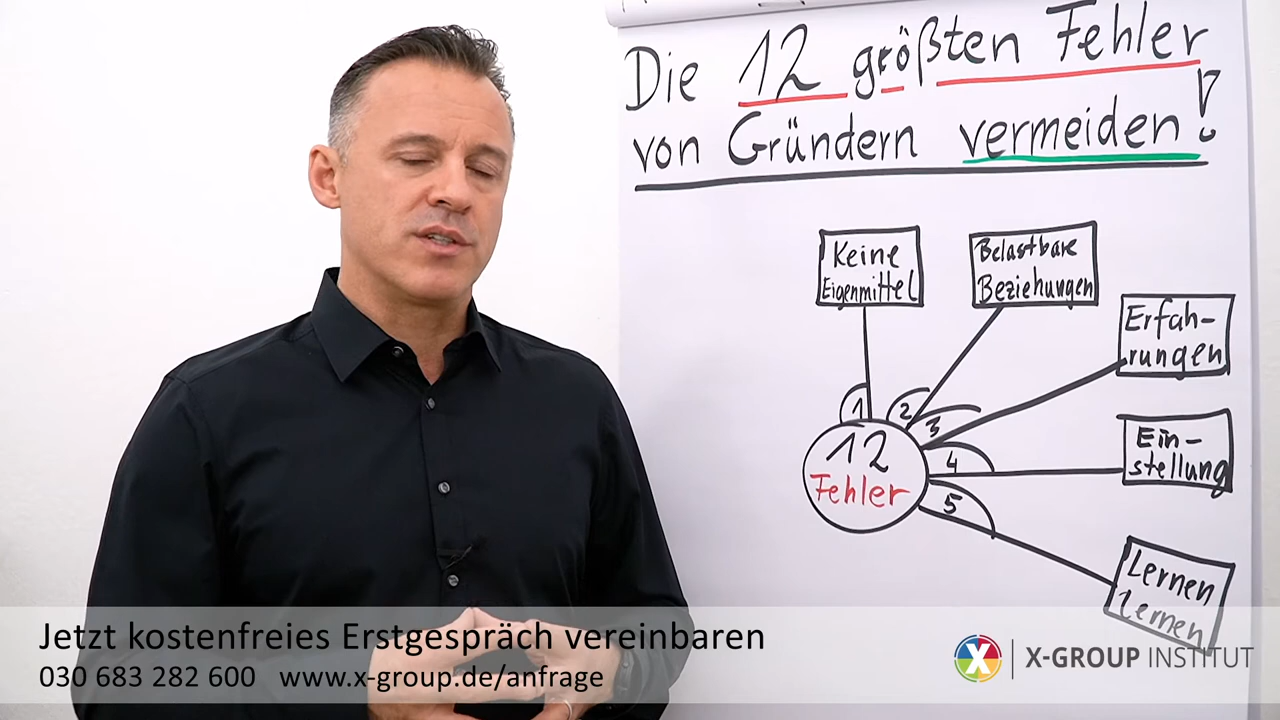 Die 12 größten Fehler
von Gründern vermeiden!
Keine
Eigenmittel
Belastbare
Beziehungen
Erfah-
rungen
Ein-
stellung
Lernen
Lernen
1
2
3
4
5
12
Fehler
Jetzt kostenfreies Erstgespräch vereinbaren
030 683 282 600 www.x-group.de/anfrage
X
X-GROUP INSTITUT